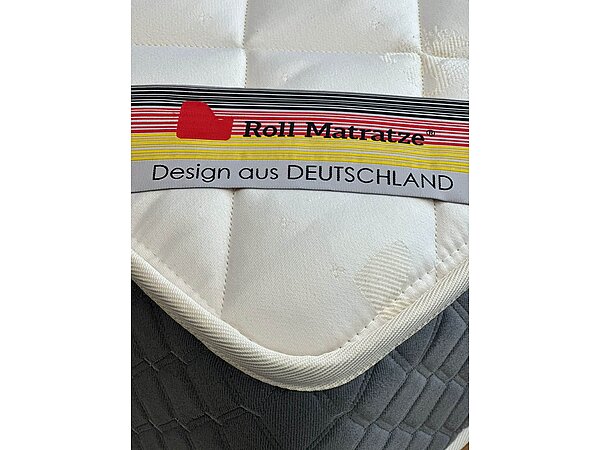 Roll Matratze®
Design aus DEUTSCHLAND